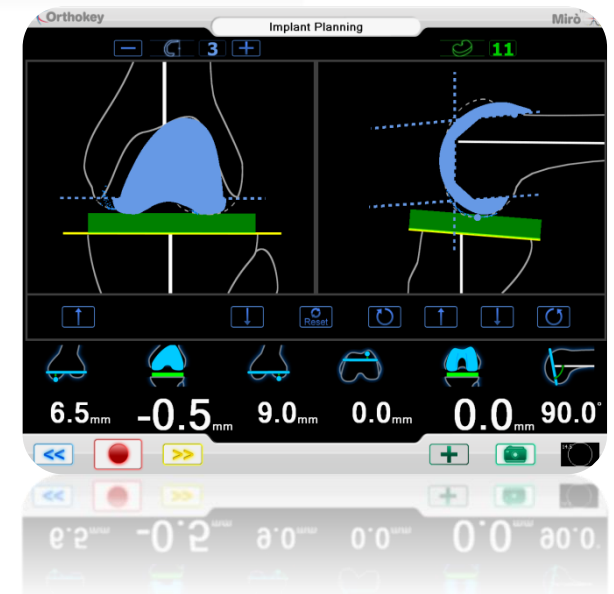 Orthokey
Implant Planning
Mirò
3
11
Reset
6.5mm
-0.5mm
9.0mm
0.0mm
0.0mm
90.0°
<<
>>